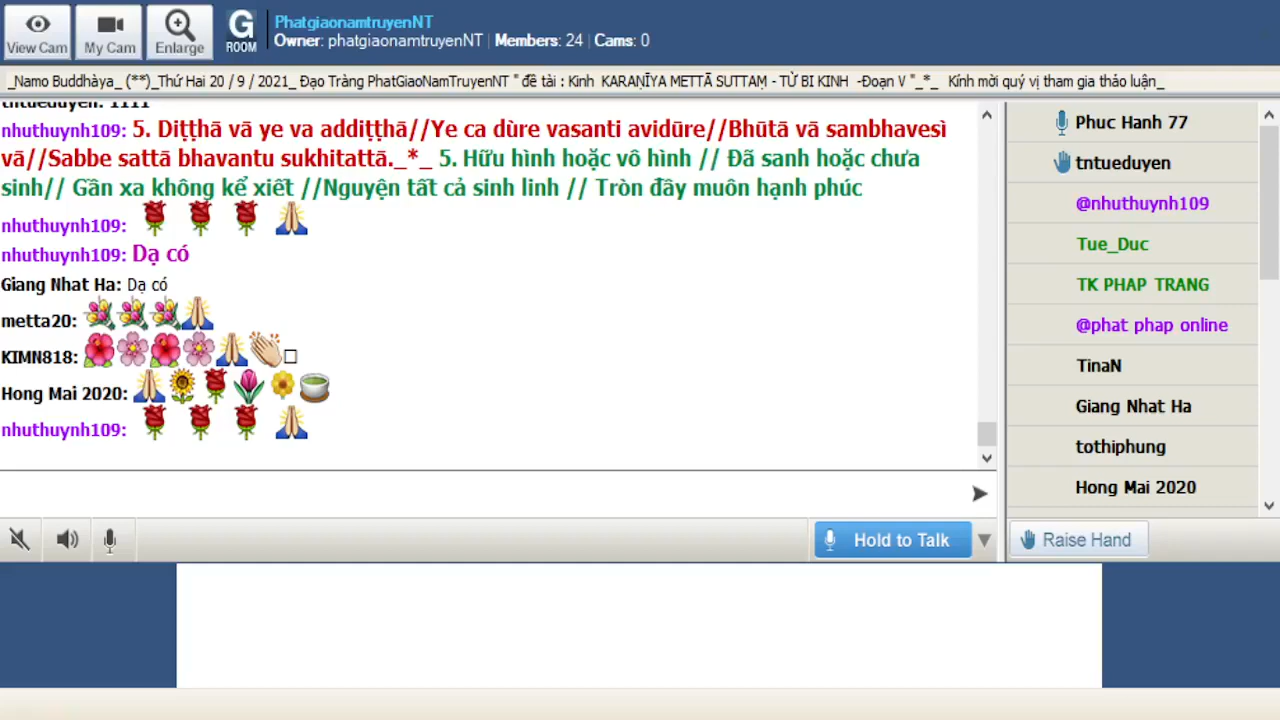 View Cam
My Cam
Enlarge
G
ROOM
PhatgiaonamtruyenNT
Owner: phatgiaonamtruyenNT | Members: 24 | Cams: 0
_Namo Buddhàya_ (**)_Thứ Hai 20 / 9 / 2021_ Đạo Tràng PhatGiaoNamTruyenNT " đề tài : Kinh KARAṆĪYA METTĀ SUTTAṂ - TỪ BI KINH -Đoạn V "_*_ Kính mời quý vị tham gia thảo luận_
tntueduyen: 1111
nhuthuynh109: 5. Diṭṭhā vā ye va addiṭṭhā//Ye ca dùre vasanti avidūre//Bhūtā vā sambhavesì
vā//Sabbe sattā bhavantu sukhitattā._*_ 5. Hữu hình hoặc vô hình // Đã sanh hoặc chưa
sinh// Gần xa không kể xiết //Nguyện tất cả sinh linh // Tròn đầy muôn hạnh phúc
nhuthuynh109:
nhuthuynh109: Dạ có
Giang Nhat Ha: Dạ có
metta20:
KIMN818:
Hong Mai 2020:
nhuthuynh109:
Phuc Hanh 77
tntueduyen
@nhuthuynh109
Tue_Duc
TK PHAP TRANG
@phat phap online
TinaN
Giang Nhat Ha
tothiphung
Hong Mai 2020
Hold to Talk
Raise Hand